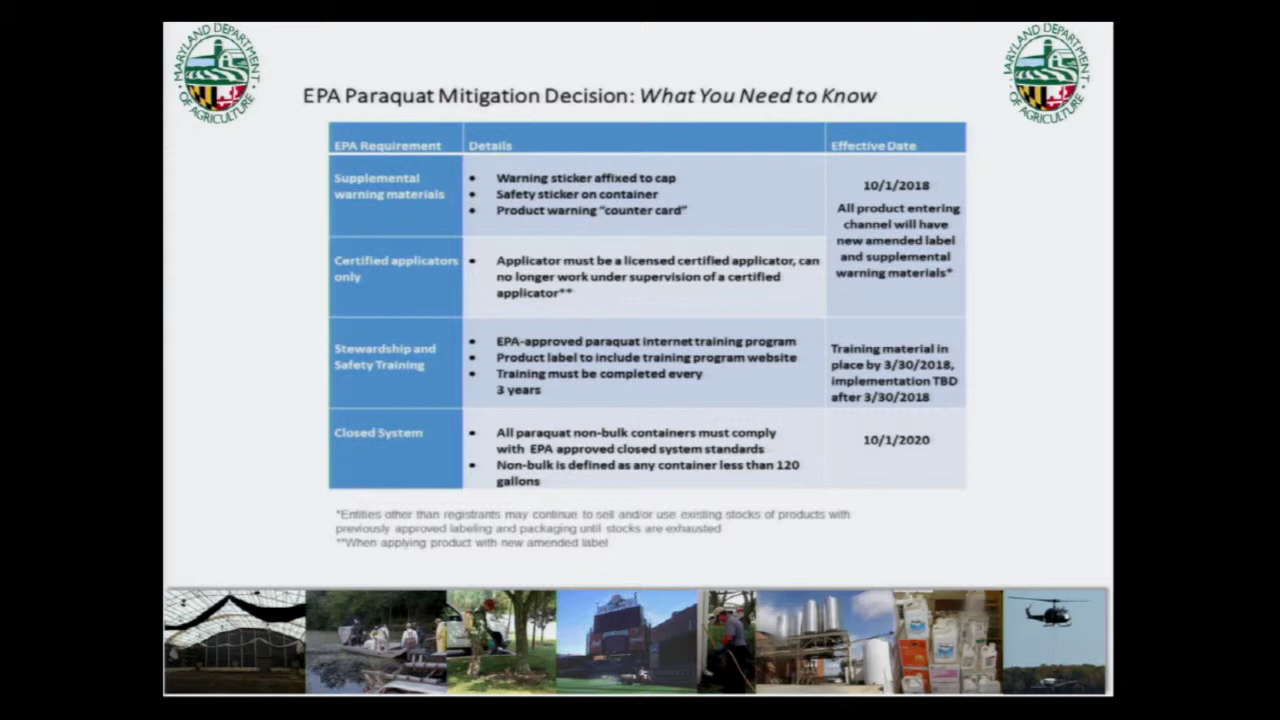 MARYLAND DEPARTMENT
OF AGRICULTURE
MARYLAND DEPARTMENT
OF AGRICULTURE
EPA Paraquat Mitigation Decision: What You Need to Know
EPA Requirement
Details
Effective Date
Supplemental
warning materials
• Warning sticker affixed to cap
• Safety sticker on container
• Product warning “counter card”
10/1/2018
All product entering
channel will have
new amended label
and supplemental
warning materials*
Certified applicators
only
• Applicator must be a licensed certified applicator, can
no longer work under supervision of a certified
applicator**
Stewardship and
Safety Training
• EPA-approved paraquat internet training program
• Product label to include training program website
• Training must be completed every
3 years
Training material in
place by 3/30/2018,
implementation TBD
after 3/30/2018
Closed System
• All paraquat non-bulk containers must comply
with EPA approved closed system standards
• Non-bulk is defined as any container less than 120
gallons
10/1/2020
*Entities other than registrants may continue to sell and/or use existing stocks of products with
previously approved labeling and packaging until stocks are exhausted
**When applying product with new amended label